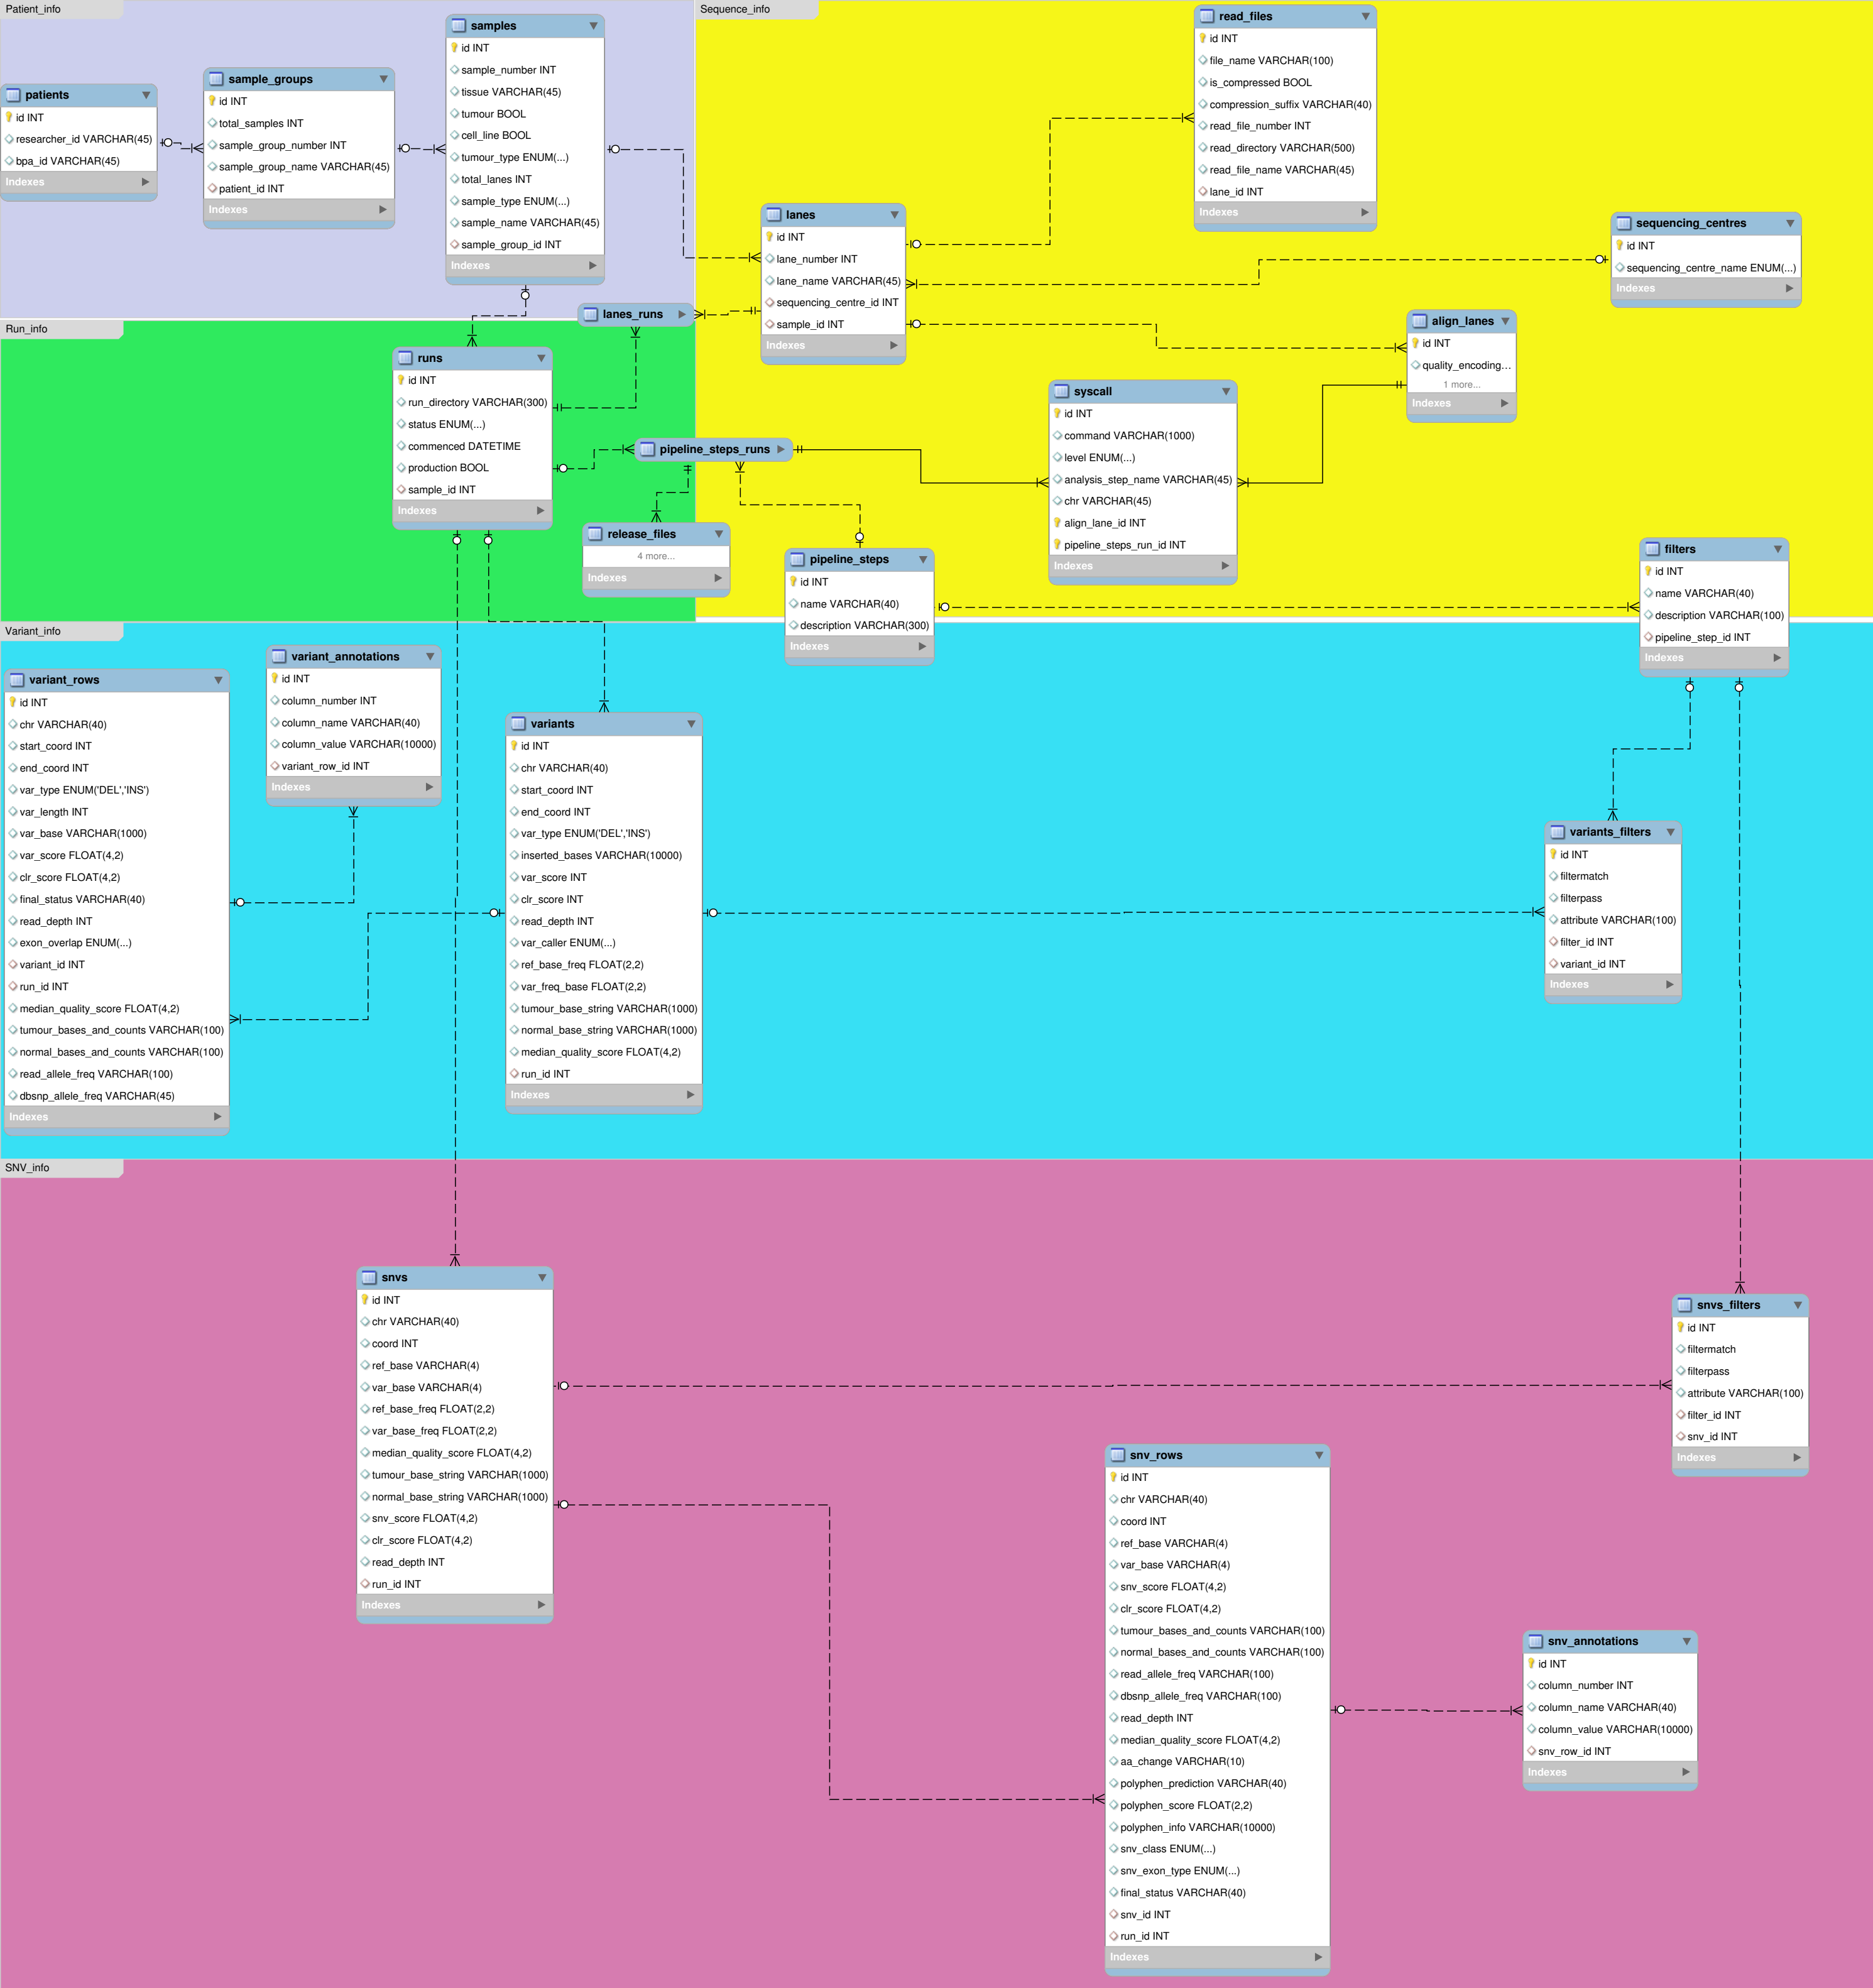 Patient_info
patients
id INT
researcher_id VARCHAR(45)
bpa_id VARCHAR(45)
Indexes
sample_groups
id INT
total_samples INT
sample_group_number INT
sample_group_name VARCHAR(45)
patient_id INT
Indexes
samples
id INT
sample_number INT
tissue VARCHAR(45)
tumour BOOL
cell_line BOOL
tumour_type ENUM(...)
total_lanes INT
sample_type ENUM(...)
sample_name VARCHAR(45)
sample_group_id INT
Indexes
Sequence_info
read_files
id INT
file_name VARCHAR(100)
is_compressed BOOL
compression_suffix VARCHAR(40)
read_file_number INT
read_directory VARCHAR(500)
read_file_name VARCHAR(45)
lane_id INT
Indexes
lanes
id INT
lane_number INT
lane_name VARCHAR(45)
sequencing_centre_id INT
sample_id INT
Indexes
sequencing_centres
id INT
sequencing_centre_name ENUM(...)
Indexes
align_lanes
id INT
quality_encoding...
1 more...
Indexes
syscall
id INT
command VARCHAR(1000)
level ENUM(...)
analysis_step_name VARCHAR(45)
chr VARCHAR(45)
align_lane_id INT
pipeline_steps_run_id INT
Indexes
lanes_runs
Run_info
runs
id INT
run_directory VARCHAR(300)
status ENUM(...)
commenced DATETIME
production BOOL
sample_id INT
Indexes
pipeline_steps_runs
release_files
4 more...
Indexes
pipeline_steps
id INT
name VARCHAR(40)
description VARCHAR(300)
Indexes
filters
id INT
name VARCHAR(40)
description VARCHAR(100)
pipeline_step_id INT
Indexes
Variant_info
variant_rows
id INT
chr VARCHAR(40)
start_coord INT
end_coord INT
var_type ENUM('DEL','INS')
var_length INT
var_base VARCHAR(1000)
var_score FLOAT(4,2)
clr_score FLOAT(4,2)
final_status VARCHAR(40)
read_depth INT
exon_overlap ENUM(...)
variant_id INT
run_id INT
median_quality_score FLOAT(4,2)
tumour_bases_and_counts VARCHAR(100)
normal_bases_and_counts VARCHAR(100)
read_allele_freq VARCHAR(100)
dbsnp_allele_freq VARCHAR(45)
Indexes
variant_annotations
id INT
column_number INT
column_name VARCHAR(40)
column_value VARCHAR(10000)
variant_row_id INT
Indexes
variants
id INT
chr VARCHAR(40)
start_coord INT
end_coord INT
var_type ENUM('DEL','INS')
inserted_bases VARCHAR(10000)
var_score INT
clr_score INT
read_depth INT
var_caller ENUM(...)
ref_base_freq FLOAT(2,2)
var_freq_base FLOAT(2,2)
tumour_base_string VARCHAR(1000)
normal_base_string VARCHAR(1000)
median_quality_score FLOAT(4,2)
run_id INT
Indexes
variants_filters
id INT
filtermatch
filterpass
attribute VARCHAR(100)
filter_id INT
variant_id INT
Indexes
SNV_info
snvs
id INT
chr VARCHAR(40)
coord INT
ref_base VARCHAR(4)
var_base VARCHAR(4)
ref_base_freq FLOAT(2,2)
var_base_freq FLOAT(2,2)
median_quality_score FLOAT(4,2)
tumour_base_string VARCHAR(1000)
normal_base_string VARCHAR(1000)
snv_score FLOAT(4,2)
clr_score FLOAT(4,2)
read_depth INT
run_id INT
Indexes
snvs_filters
id INT
filtermatch
filterpass
attribute VARCHAR(100)
filter_id INT
snv_id INT
Indexes
snv_rows
id INT
chr VARCHAR(40)
coord INT
ref_base VARCHAR(4)
var_base VARCHAR(4)
snv_score FLOAT(4,2)
clr_score FLOAT(4,2)
tumour_bases_and_counts VARCHAR(100)
normal_bases_and_counts VARCHAR(100)
read_allele_freq VARCHAR(100)
dbsnp_allele_freq VARCHAR(100)
read_depth INT
median_quality_score FLOAT(4,2)
aa_change VARCHAR(10)
polyphen_prediction VARCHAR(40)
polyphen_score FLOAT(2,2)
polyphen_info VARCHAR(10000)
snv_class ENUM(...)
snv_exon_type ENUM(...)
final_status VARCHAR(40)
snv_id INT
run_id INT
Indexes
snv_annotations
id INT
column_number INT
column_name VARCHAR(40)
column_value VARCHAR(10000)
snv_row_id INT
Indexes